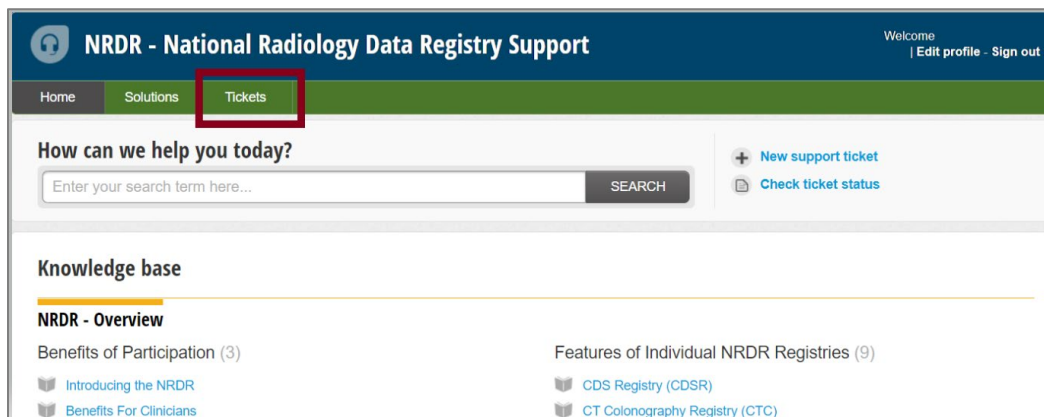 NRDR - National Radiology Data Registry Support
Welcome
| Edit profile - Sign out
Home Solutions Tickets
How can we help you today?
Enter your search term here...
SEARCH
New support ticket
Check ticket status
Knowledge base
NRDR - Overview
Benefits of Participation (3)
Introducing the NRDR
Benefits For Clinicians
Features of Individual NRDR Registries (9)
CDS Registry (CDSR)
CT Colonography Registry (CTC)